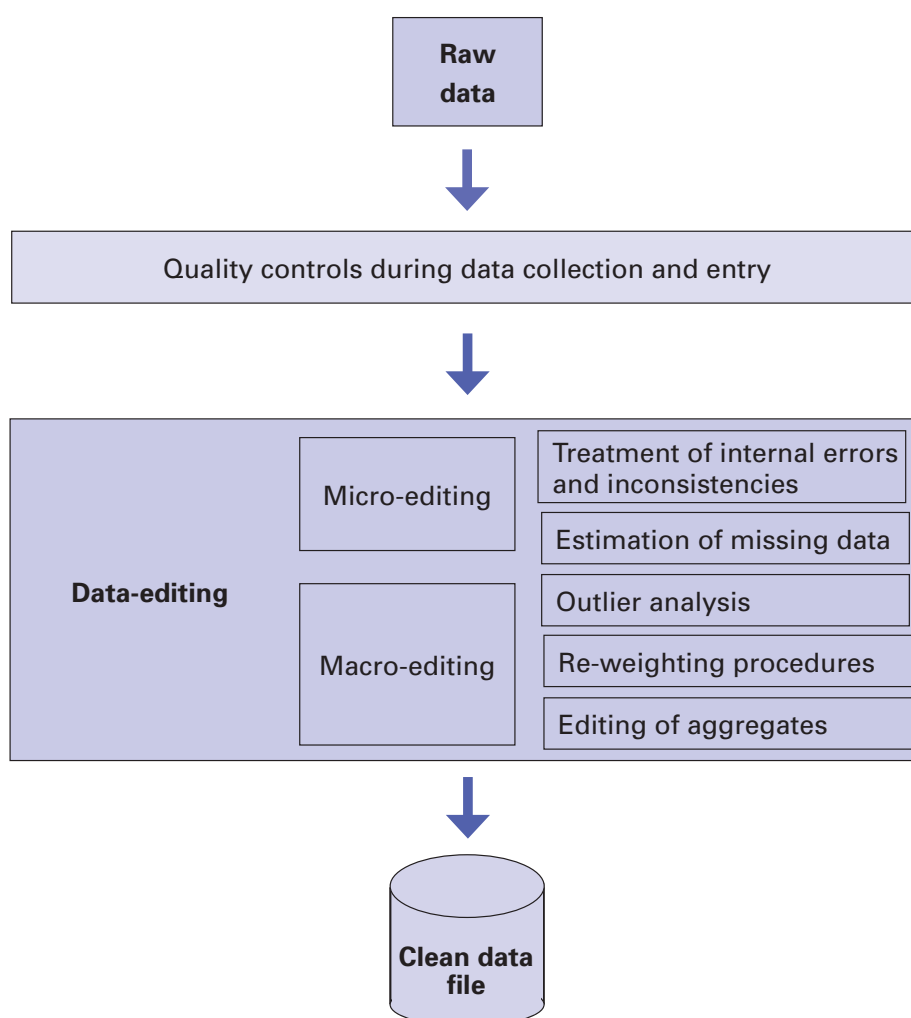 Raw
data
Quality controls during data collection and entry
Data-editing
Micro-editing
Treatment of internal errors
and inconsistencies
Estimation of missing data
Macro-editing
Outlier analysis
Re-weighting procedures
Editing of aggregates
Clean data
file